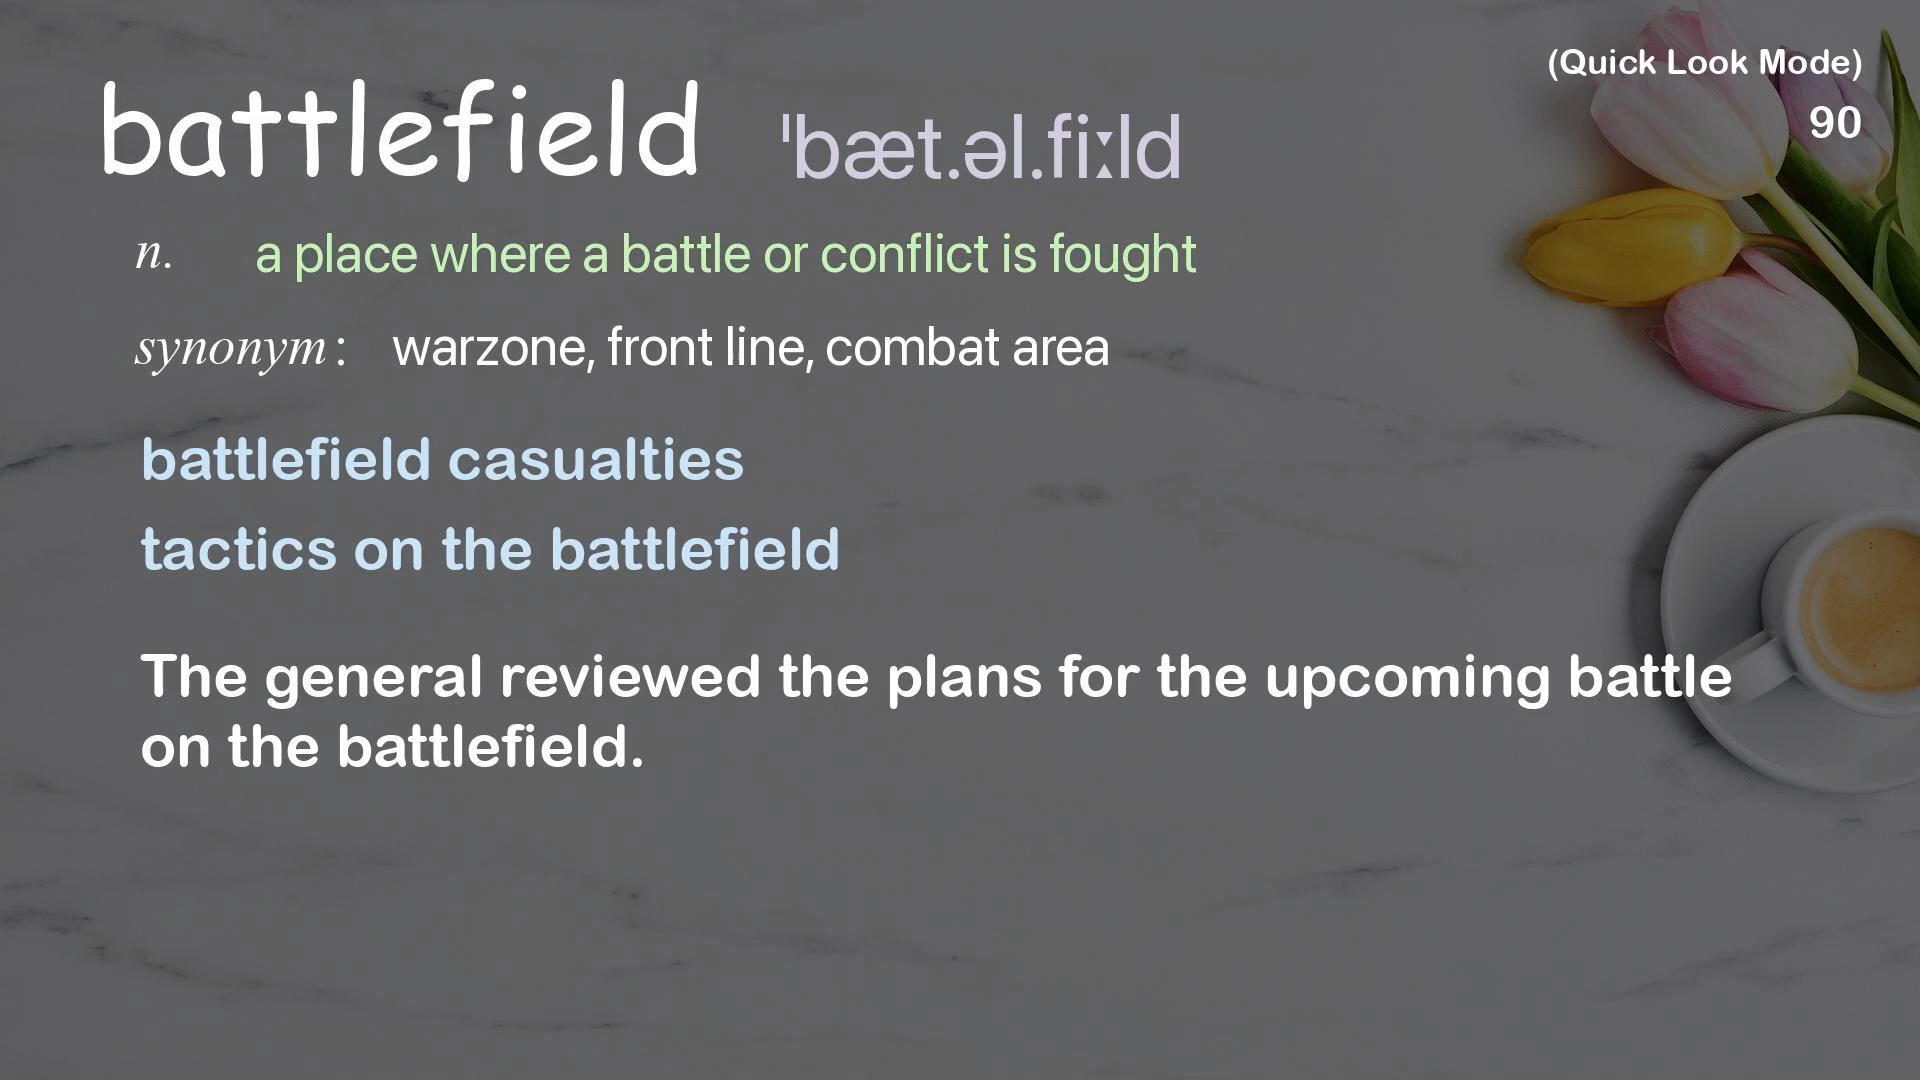 (Quick Look Mode)
90
battlefield ˈbæt.əl.fiːld
n. a place where a battle or conflict is fought
synonym: warzone, front line, combat area
battlefield casualties
tactics on the battlefield
The general reviewed the plans for the upcoming battle
on the battlefield.